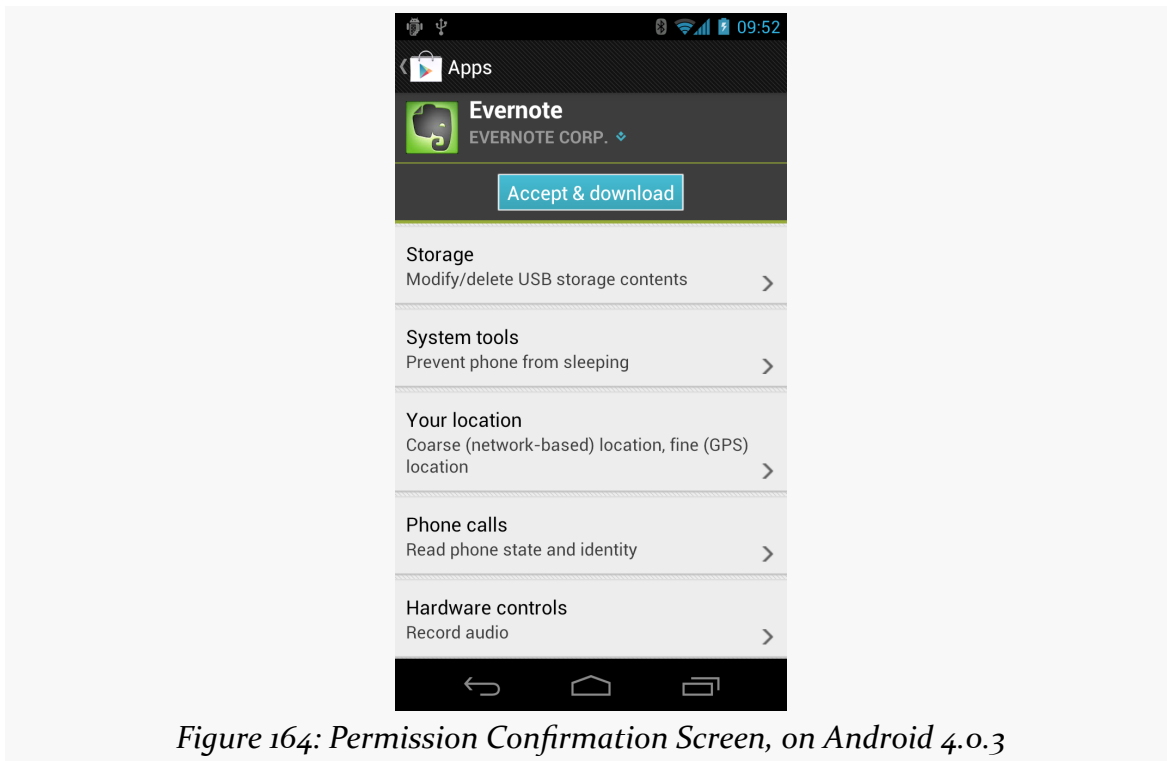 09:52
Apps
Evernote
EVERNOTE CORP.
Accept & download
Storage
Modify/delete USB storage contents
System tools
Prevent phone from sleeping
Your location
Coarse (network-based) location, fine (GPS)
location
Phone calls
Read phone state and identity
Hardware controls
Record audio
Figure 164: Permission Confirmation Screen, on Android 4.0.3